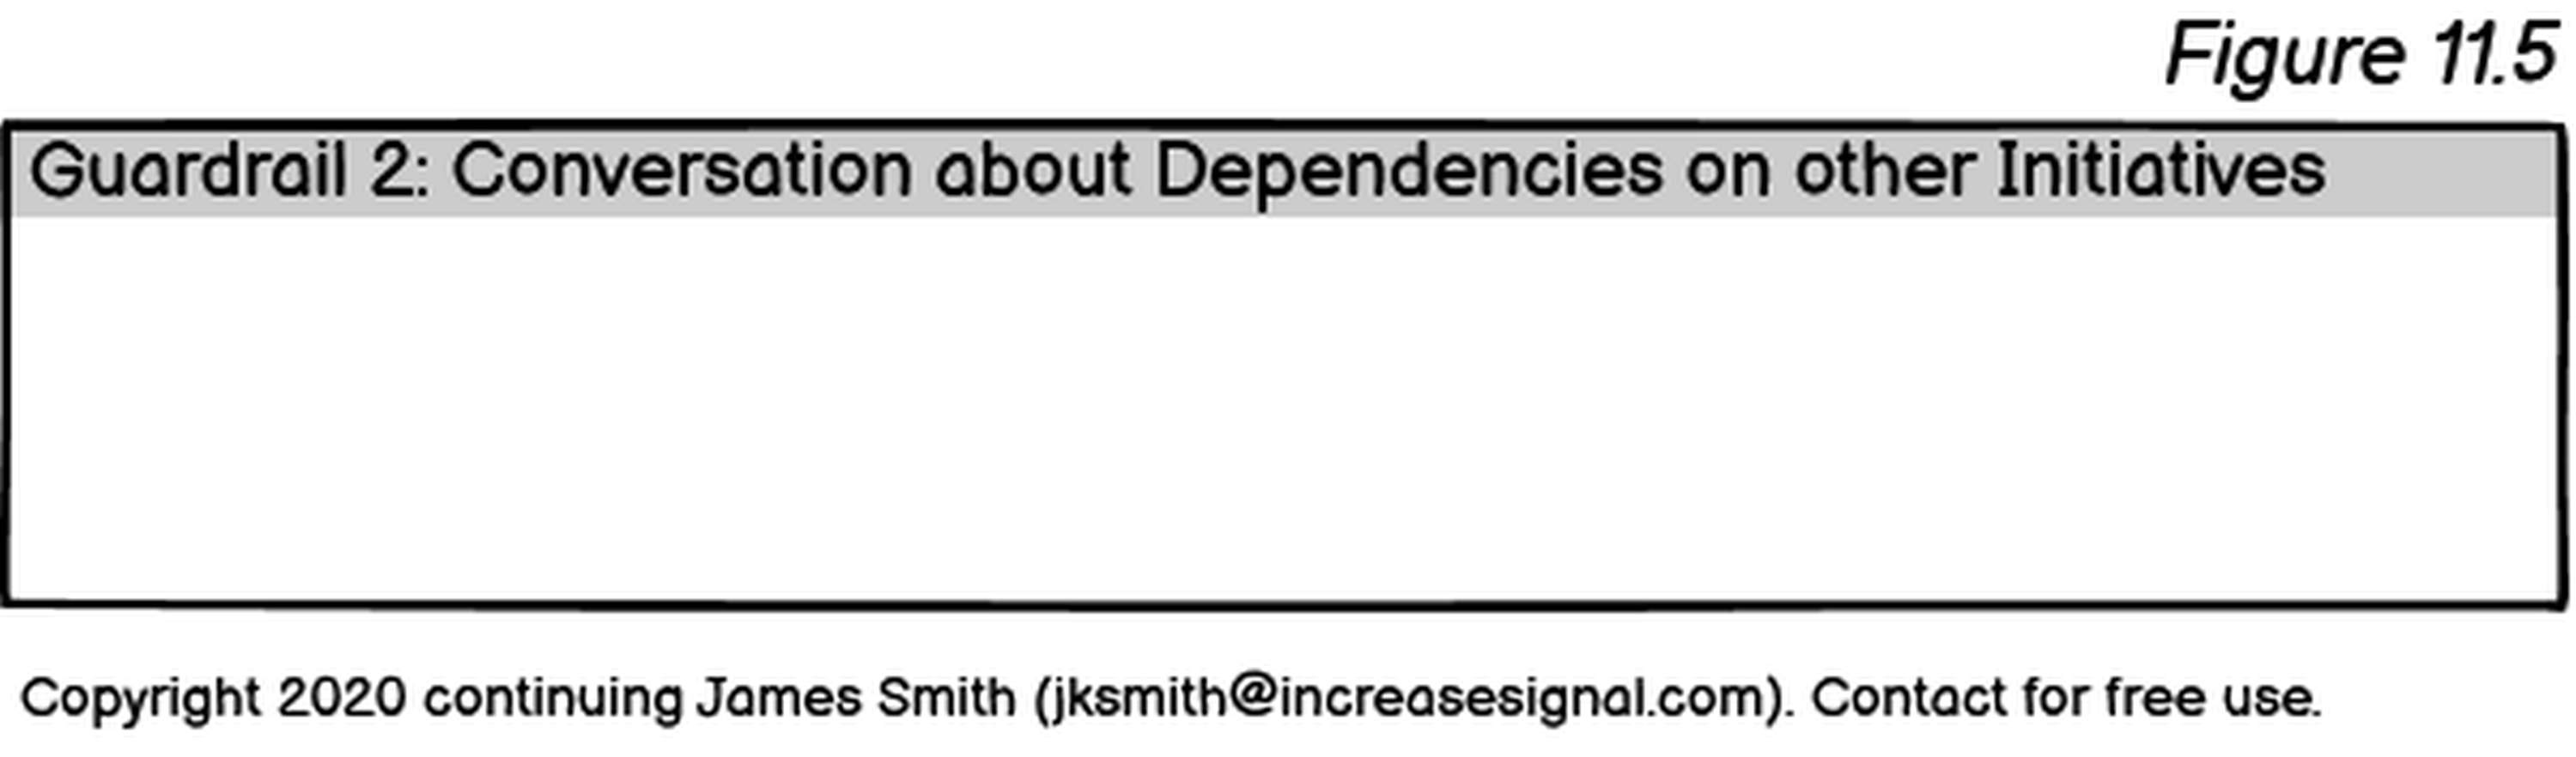 Figure 11.5
Guardrail 2: Conversation about Dependencies on other Initiatives
Copyright 2020 continuing James Smith (jksmith@increasesignal.com). Contact for free use.